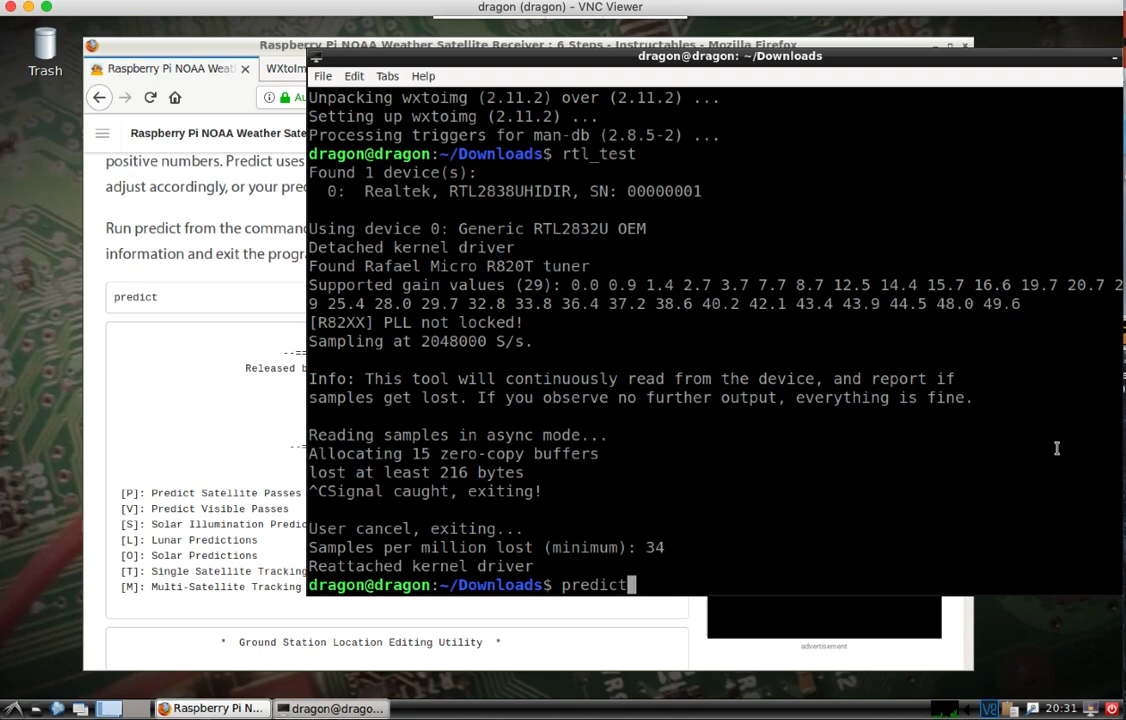 dragon (dragon) - VNC Viewer
Trash
Raspberry Pi NOAA Weather Satellite Receiver : 6 Steps - Instructables - Mozilla Firefox
Raspberry Pi NOAA Weat
WXtoIm
Raspberry Pi NOAA Weather Sate
positive numbers. Predict uses
adjust accordingly, or your pred
Run predict from the comman
information and exit the progra
predict
--==
Released b
--=
[P]: Predict Satellite Passes
[V]: Predict Visible Passes
[S]: Solar Illumination Predic
[L]: Lunar Predictions
[O]: Solar Predictions
[T]: Single Satellite Tracking
[M]: Multi-Satellite Tracking
* Ground Station Location Editing Utility *
advertisement
dragon@dragon: ~/Downloads
File Edit Tabs Help
Unpacking wxtoimg (2.11.2) over (2.11.2) ...
Setting up wxtoimg (2.11.2) ...
Processing triggers for man-db (2.8.5-2) ...
dragon@dragon:~/Downloads$ rtl_test
Found 1 device(s):
0: Realtek, RTL2838UHIDIR, SN: 00000001
Using device 0: Generic RTL2832U OEM
Detached kernel driver
Found Rafael Micro R820T tuner
Supported gain values (29): 0.0 0.9 1.4 2.7 3.7 7.7 8.7 12.5 14.4 15.7 16.6 19.7 20.7 2
9 25.4 28.0 29.7 32.8 33.8 36.4 37.2 38.6 40.2 42.1 43.4 43.9 44.5 48.0 49.6
[R82XX] PLL not locked!
Sampling at 2048000 S/s.
Info: This tool will continuously read from the device, and report if
samples get lost. If you observe no further output, everything is fine.
Reading samples in async mode...
Allocating 15 zero-copy buffers
lost at least 216 bytes
^CSignal caught, exiting!
User cancel, exiting...
Samples per million lost (minimum): 34
Reattached kernel driver
dragon@dragon:~/Downloads$ predict
Raspberry Pi N...
dragon@drago...
20:31